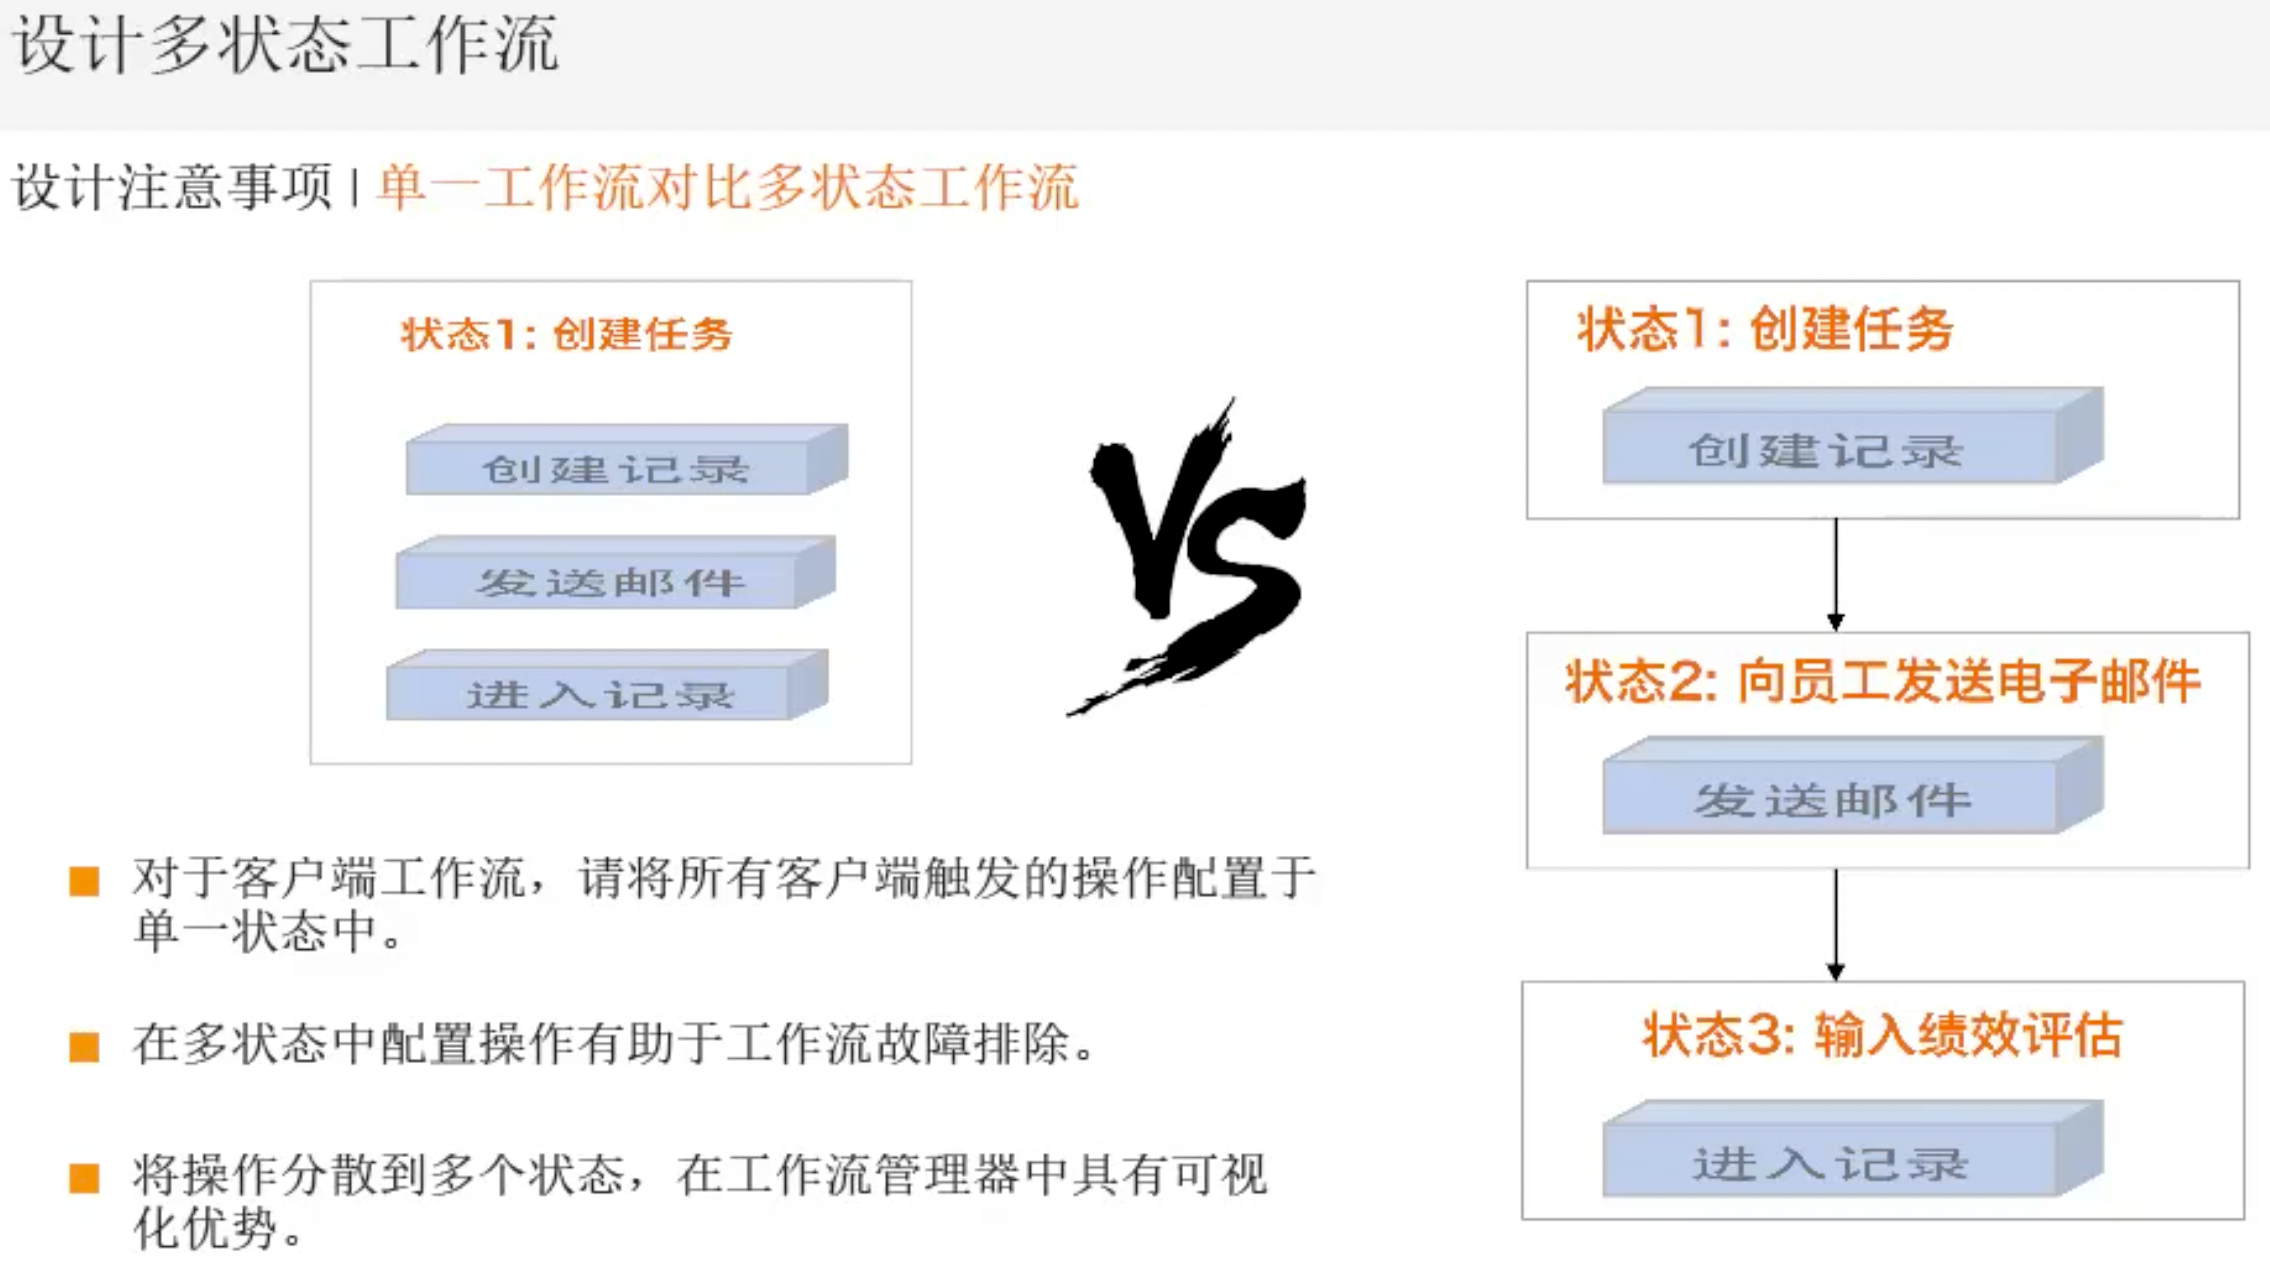 设计多状态工作流
设计注意事项 | 单一工作流对比多状态工作流
状态1: 创建任务
创建记录
发送邮件
进入记录
VS
状态1: 创建任务
创建记录
状态2: 向员工发送电子邮件
发送邮件
状态3: 输入绩效评估
进入记录
对于客户端工作流，请将所有客户端触发的操作配置于
单一状态中。
在多状态中配置操作有助于工作流故障排除。
将操作分散到多个状态，在工作流管理器中具有可视
化优势。